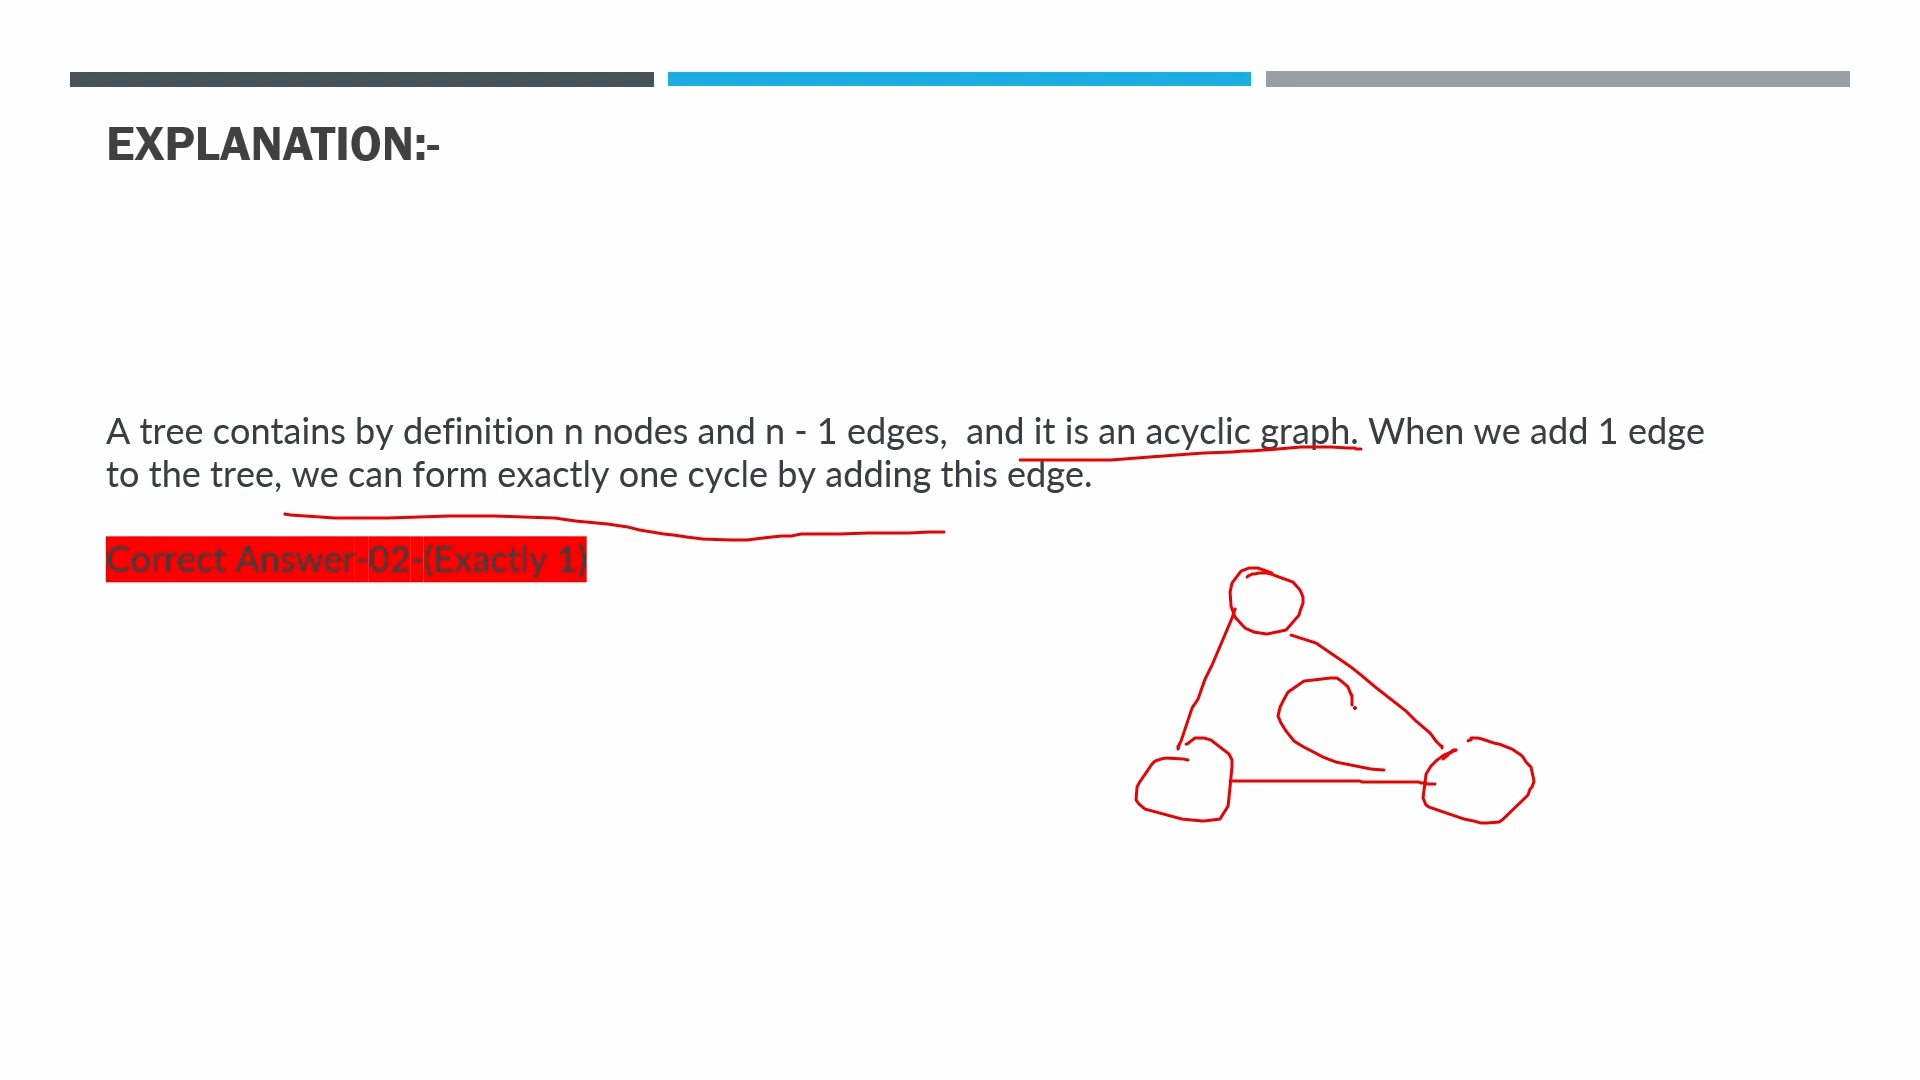 EXPLANATION:-
A tree contains by definition n nodes and n - 1 edges,  and it is an acyclic graph. When we add 1 edge
to the tree, we can form exactly one cycle by adding this edge.
Correct Answer-02-(Exactly 1)